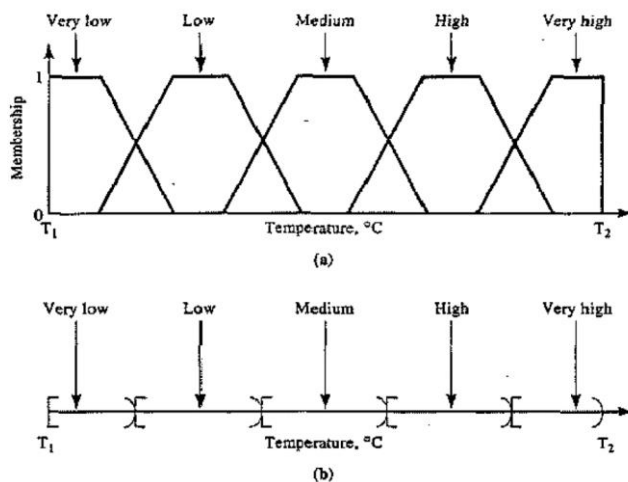 Very low Low Medium High Very high
1
Membership
0
T₁ Temperature, °C T₂
(a)
Very low Low Medium High Very high
T₁ Temperature, °C T₂
(b)